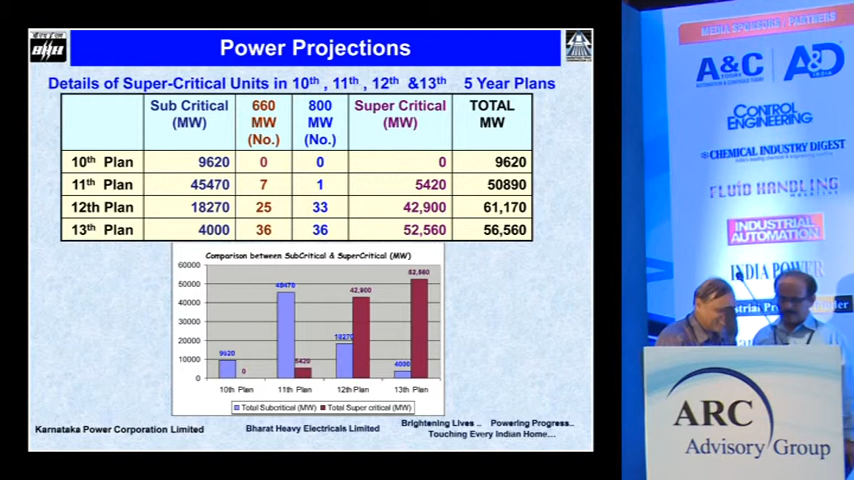 Power Projections
Details of Super-Critical Units in 10th , 11th , 12th &13th 5 Year Plans
Sub Critical (MW) 660 MW (No.) 800 MW (No.) Super Critical (MW) TOTAL MW
10th Plan 9620 0 0 0 9620
11th Plan 45470 7 1 5420 50890
12th Plan 18270 25 33 42,900 61,170
13th Plan 4000 36 36 52,560 56,560
Comparison between SubCritical & SuperCritical (MW)
60000
50000
40000
30000
20000
10000
0
9620
0
45470
5420
18270
42,900
4000
52,560
10th Plan 11th Plan 12th Plan 13th Plan
Total Subcritical (MW) Total Super critical (MW)
Karnataka Power Corporation Limited
Bharat Heavy Electricals Limited
Brightening Lives .. Powering Progress..
Touching Every Indian Home...
MEDIA SPONSORS / PARTNERS
A&C
A&D
INDIA
AUTOMATION & CONTROLS TODAY
CONTROL
ENGINEERING
CHEMICAL INDUSTRY DIGEST
FLUID HANDLING
INDUSTRIAL
AUTOMATION
INDIA POWER
ARC
Advisory Group